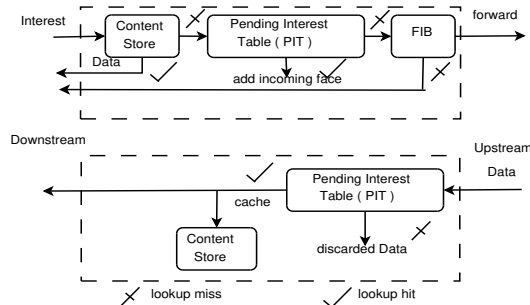 Interest
Content
Store
Pending Interest
Table ( PIT )
FIB
forward
Data
add incoming face
Downstream
Upstream
Data
Pending Interest
Table ( PIT )
cache
Content
Store
discarded Data
lookup miss
lookup hit